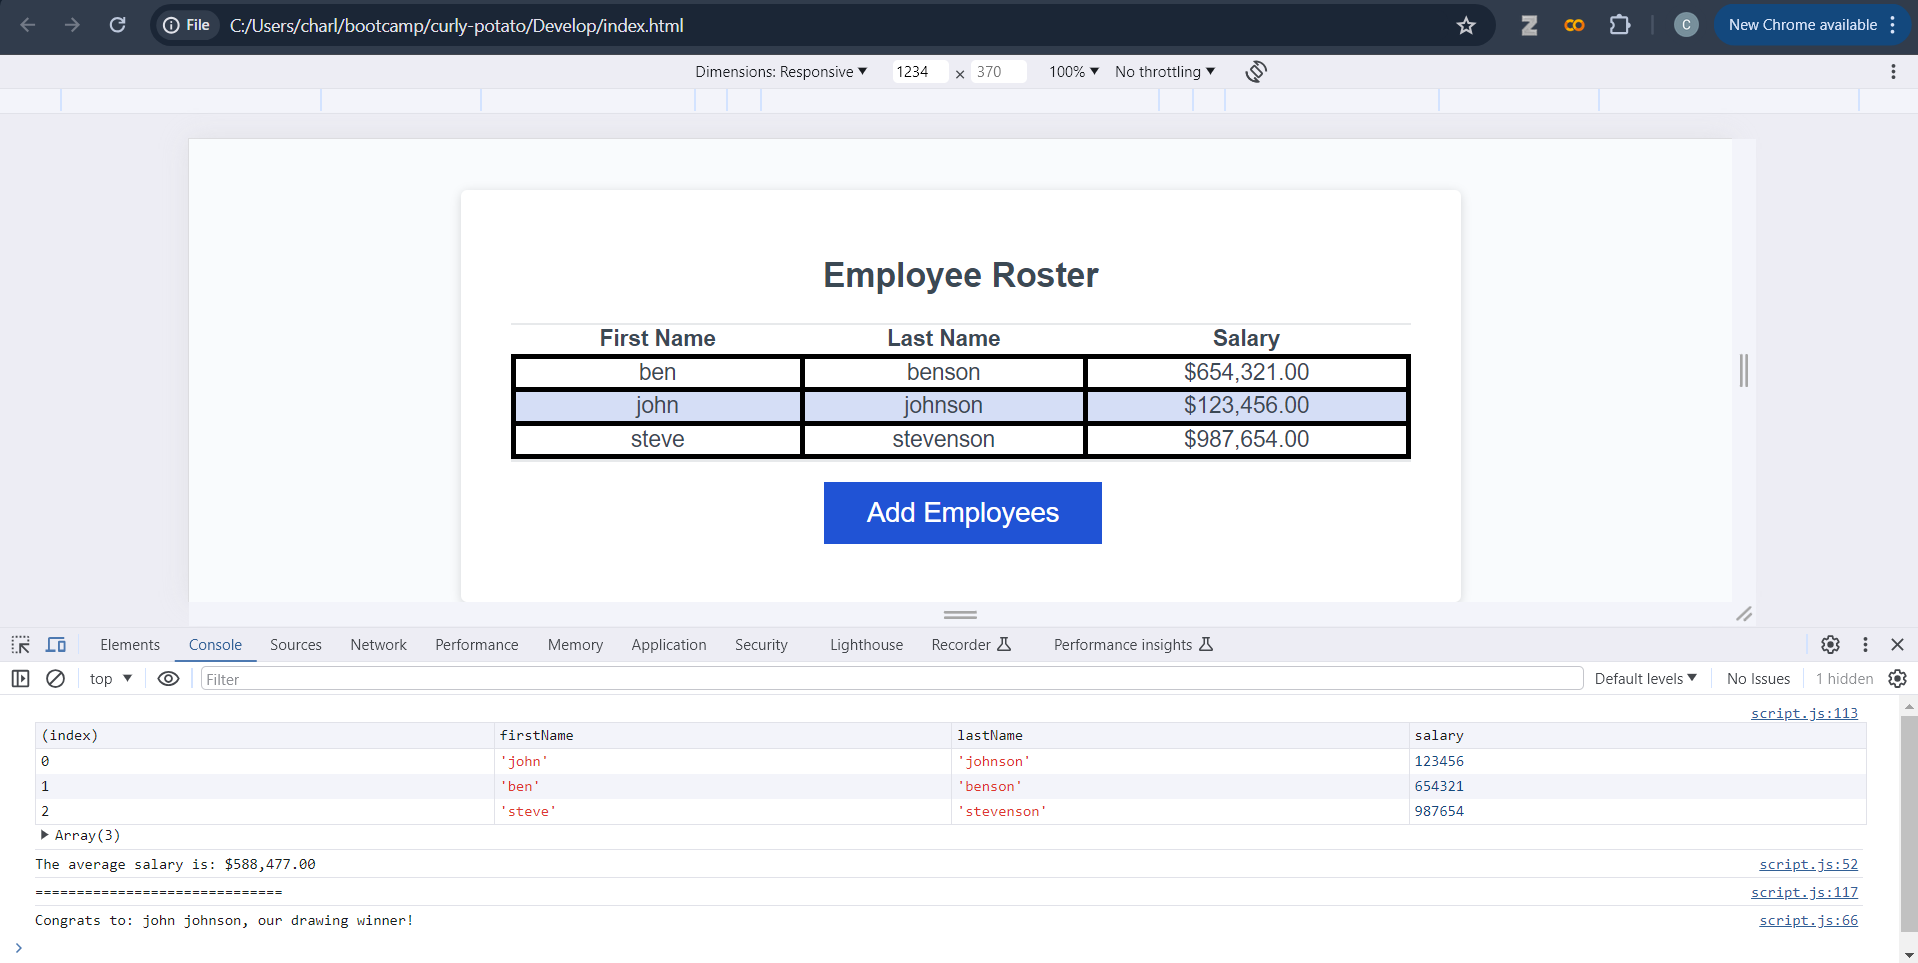 File C:/Users/charl/bootcamp/curly-potato/Develop/index.html C New Chrome available
Dimensions: Responsive 1234 × 370 100% No throttling
Employee Roster
First Name Last Name Salary
ben benson $654,321.00
john johnson $123,456.00
steve stevenson $987,654.00
Add Employees
Elements Console Sources Network Performance Memory Application Security Lighthouse Recorder Performance insights
top Filter Default levels No Issues 1 hidden
script.js:113
(index) firstName lastName salary
0 'john' 'johnson' 123456
1 'ben' 'benson' 654321
2 'steve' 'stevenson' 987654
Array(3)
The average salary is: $588,477.00 script.js:52
============================== script.js:117
Congrats to: john johnson, our drawing winner! script.js:66